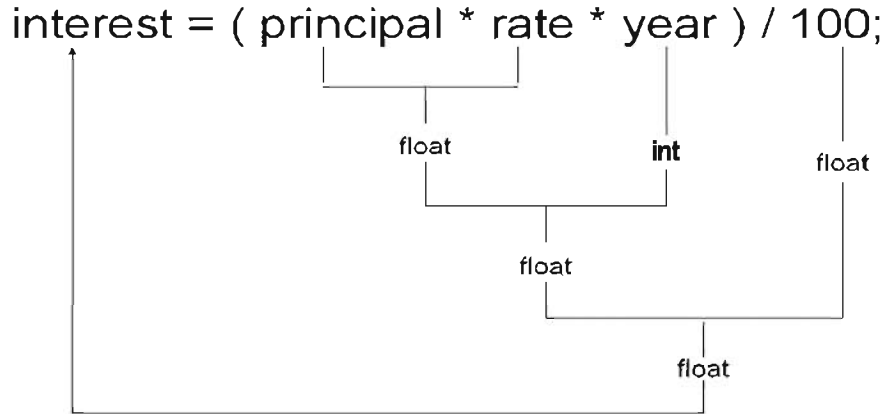 interest = ( principal * rate * year ) / 100;
float int float
float
float